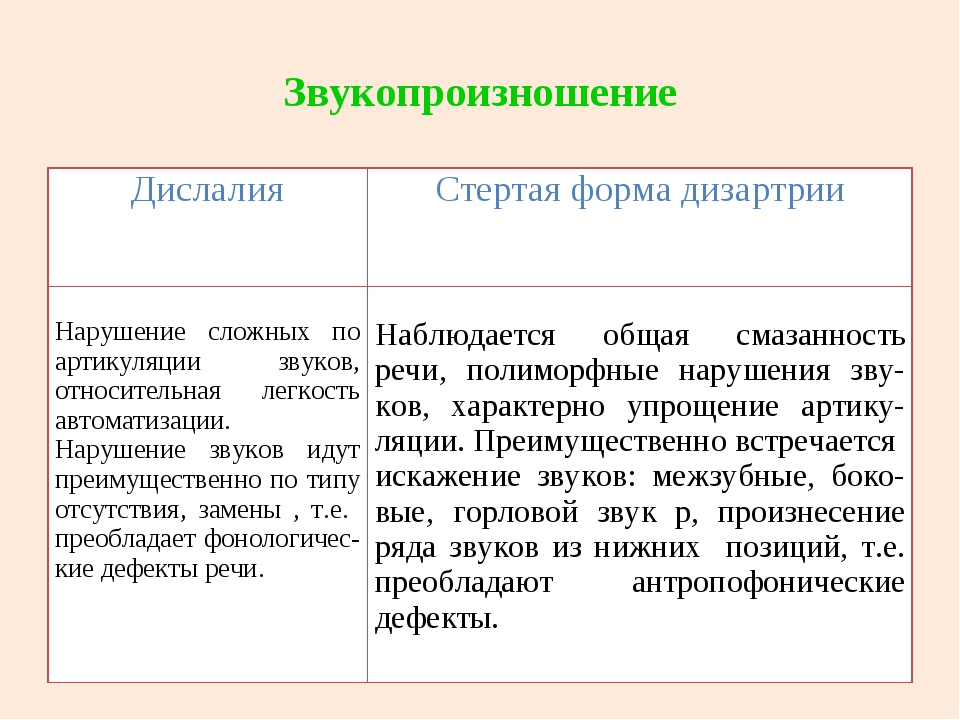 Звукопроизношение
Дислалия
Стертая форма дизартрии
Нарушение сложных по
артикуляции звуков,
относительная легкость
автоматизации.
Нарушение звуков идут
преимущественно по типу
отсутствия, замены , т.е.
преобладает фонологичес-
кие дефекты речи.
Наблюдается общая смазанность
речи, полиморфные нарушения зву-
ков, характерно упрощение артику-
ляции. Преимущественно встречается
искажение звуков: межзубные, боко-
вые, горловой звук р, произнесение
ряда звуков из нижних позиций, т.е.
преобладают антропофонические
дефекты.